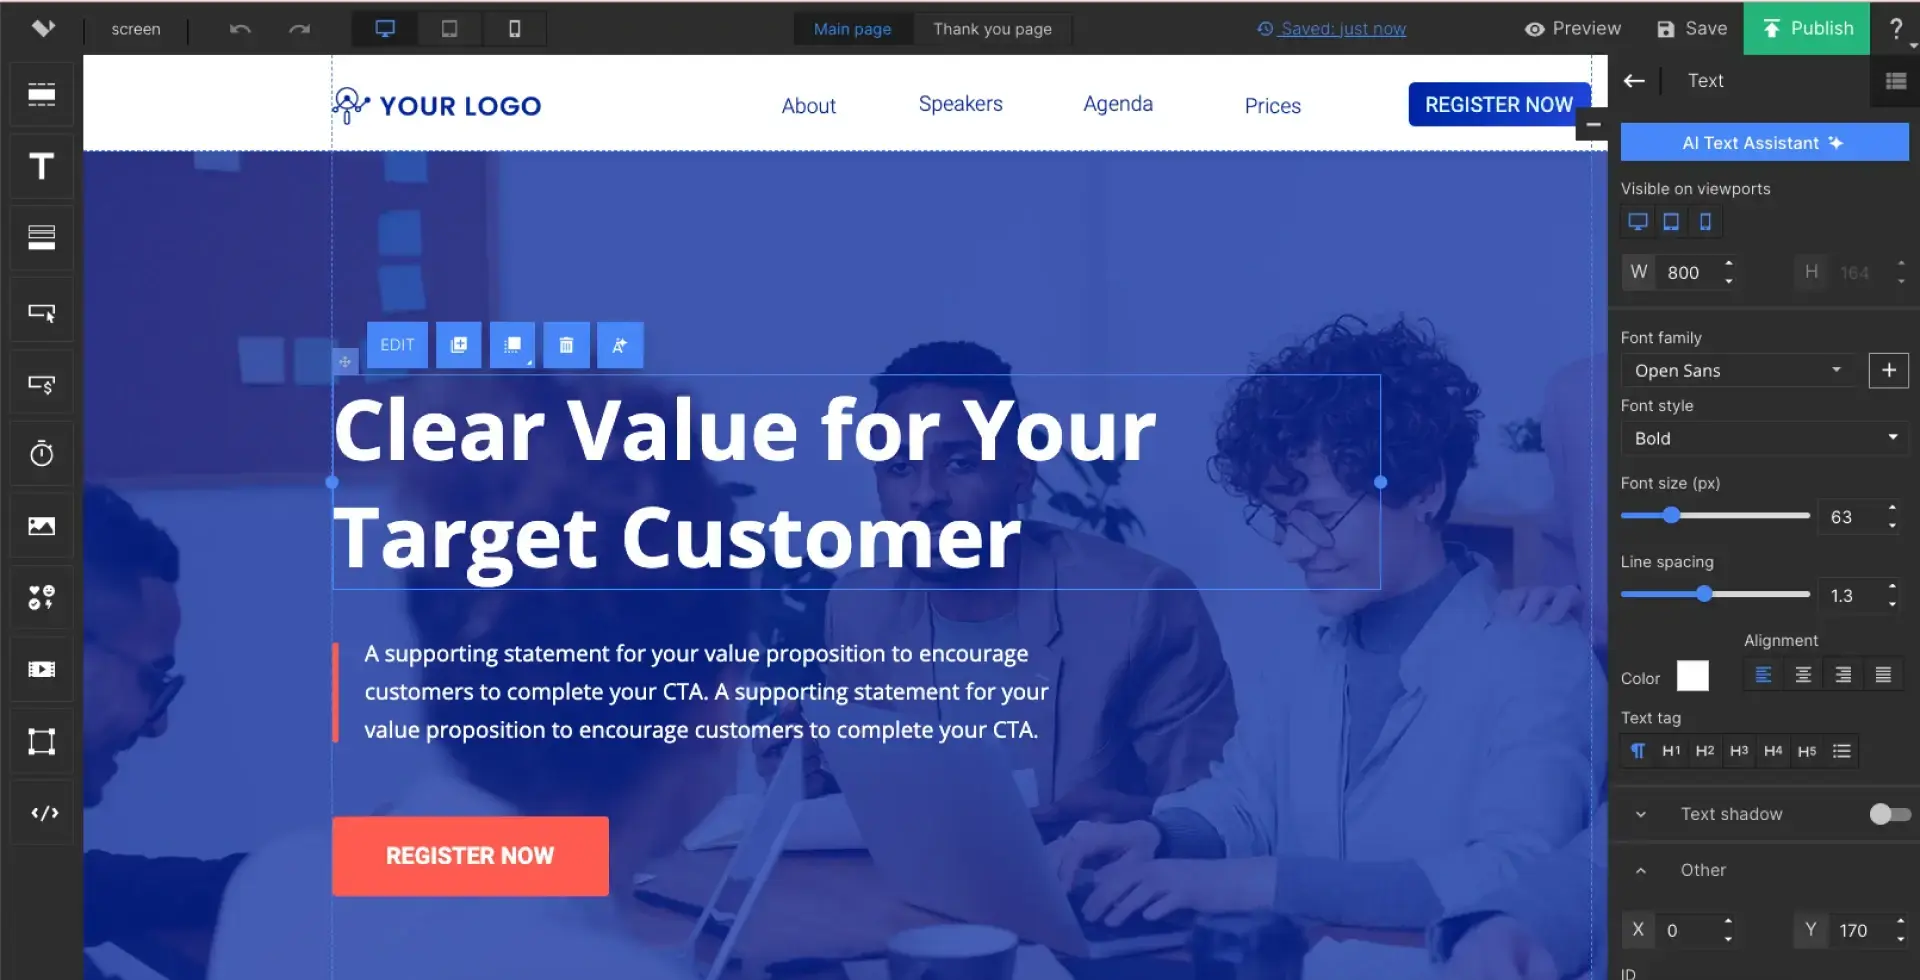 screen
Main page
Thank you page
Saved: just now
Preview
Save
Publish
?
YOUR LOGO
About
Speakers
Agenda
Prices
REGISTER NOW
Text
AI Text Assistant
Visible on viewports
W 800
H 164
Font family
Open Sans
+
Font style
Bold
Font size (px)
63
Line spacing
1.3
Alignment
Color
Text tag
¶ H1 H2 H3 H4 H5
Text shadow
Other
X 0
Y 170
ID
T
</>
EDIT
Clear Value for Your
Target Customer
A supporting statement for your value proposition to encourage
customers to complete your CTA. A supporting statement for your
value proposition to encourage customers to complete your CTA.
REGISTER NOW